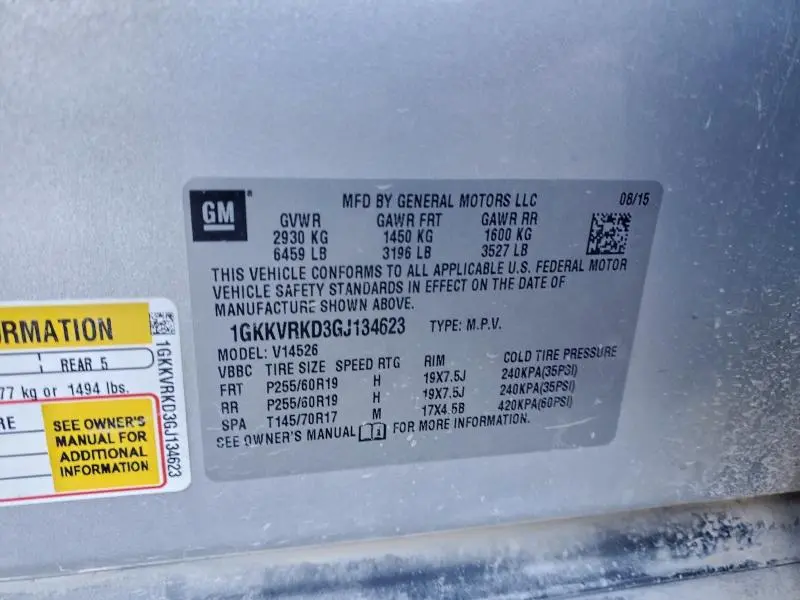 GM
MFD BY GENERAL MOTORS LLC 08/15
GVWR GAWR FRT GAWR RR
2930 KG 1450 KG 1600 KG
6459 LB 3196 LB 3527 LB
THIS VEHICLE CONFORMS TO ALL APPLICABLE U.S. FEDERAL MOTOR
VEHICLE SAFETY STANDARDS IN EFFECT ON THE DATE OF
MANUFACTURE SHOWN ABOVE.
1GKKVRKD3GJ134623 TYPE: M.P.V.
MODEL: V14526
VBBC TIRE SIZE SPEED RTG RIM COLD TIRE PRESSURE
FRT P255/60R19 H 19X7.5J 240KPA(35PSI)
RR P255/60R19 H 19X7.5J 240KPA(35PSI)
SPA T145/70R17 M 17X4.5B 420KPA(60PSI)
SEE OWNER'S MANUAL FOR MORE INFORMATION.
RMATION
REAR 5
77 kg or 1494 lbs.
RE
SEE OWNER'S
MANUAL FOR
ADDITIONAL
INFORMATION
1GKKVRKD3GJ134623